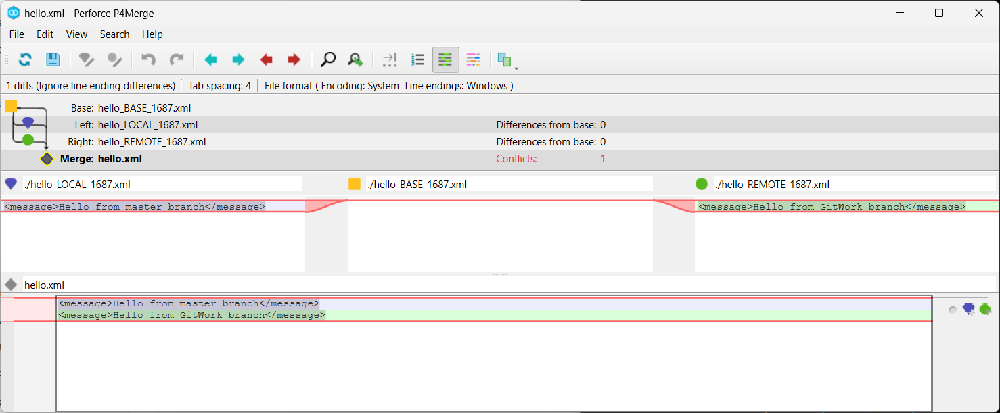 hello.xml - Perforce P4Merge
File Edit View Search Help
1 diffs (Ignore line ending differences) Tab spacing: 4 File format ( Encoding: System Line endings: Windows )
Base: hello_BASE_1687.xml
Left: hello_LOCAL_1687.xml Differences from base: 0
Right: hello_REMOTE_1687.xml Differences from base: 0
Merge: hello.xml Conflicts: 1
./hello_LOCAL_1687.xml ./hello_BASE_1687.xml ./hello_REMOTE_1687.xml
<message>Hello from master branch</message> <message>Hello from GitWork branch</message>
hello.xml
<message>Hello from master branch</message>
<message>Hello from GitWork branch</message>